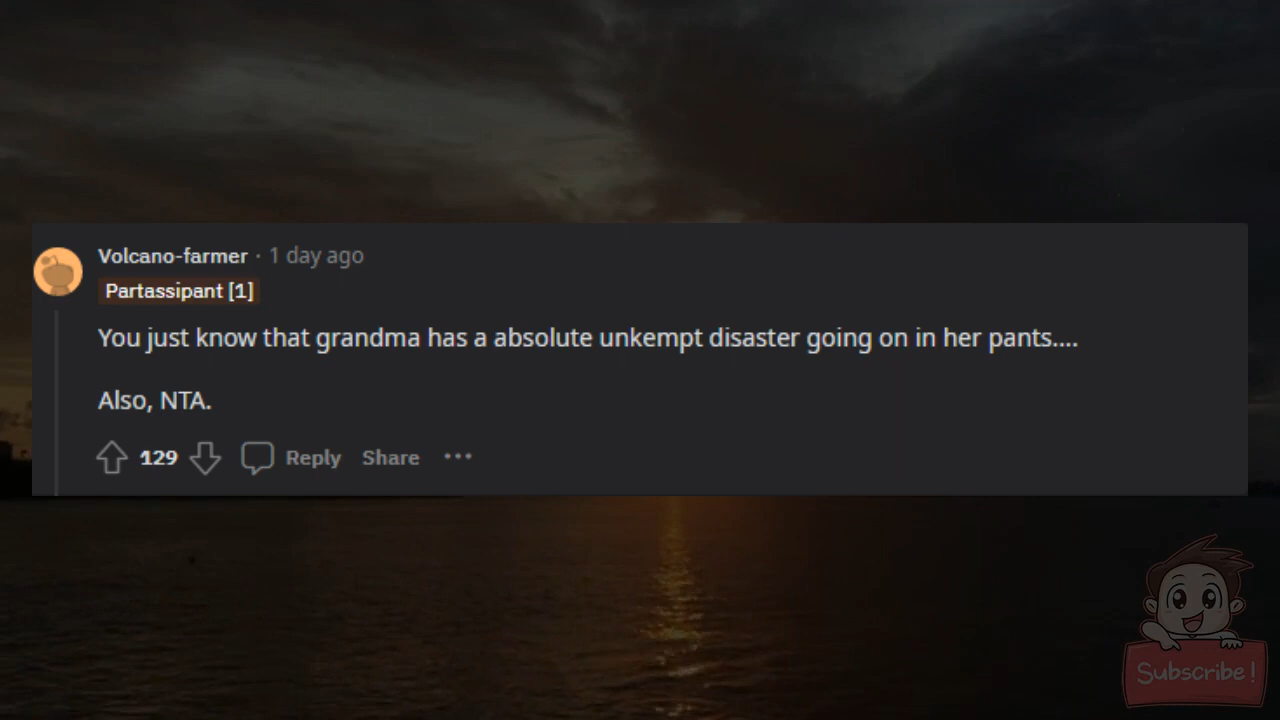 Volcano-farmer · 1 day ago
Partassipant [1]
You just know that grandma has a absolute unkempt disaster going on in her pants....
Also, NTA.
129 Reply Share ···
Subscribe!